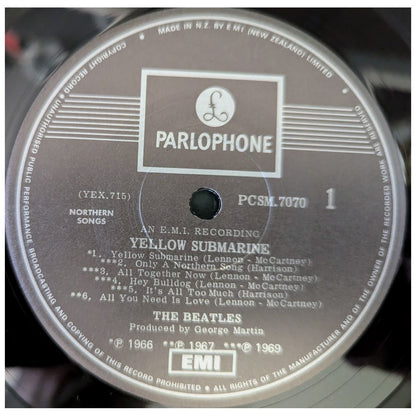 MADE IN N.Z. BY E M I (NEW ZEALAND) LIMITED •
COPYRIGHT RECORD • UNAUTHORISED PUBLIC PERFORMANCE, BROADCASTING AND COPYING OF THIS RECORD PROHIBITED • ALL RIGHTS OF THE MANUFACTURER AND OF THE OWNER OF THE RECORDED WORK ARE RESERVED
£
PARLOPHONE
(YEX.715)
PCSM.7070 1
NORTHERN
SONGS
AN E.M.I. RECORDING
YELLOW SUBMARINE
*1. Yellow Submarine (Lennon - McCartney)
***2. Only A Northern Song (Harrison)
***3. All Together Now (Lennon - McCartney)
***4. Hey Bulldog (Lennon - McCartney)
***5. It's All Too Much (Harrison)
**6. All You Need Is Love (Lennon - McCartney)
THE BEATLES
Produced by George Martin
*℗ 1966 **℗ 1967 ***℗ 1969
EMI